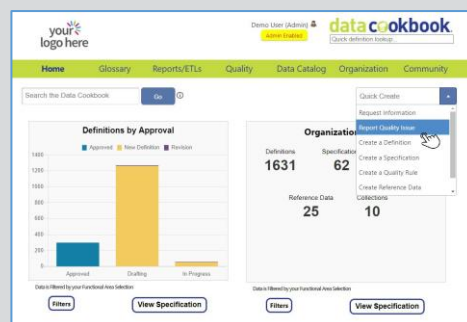 your
logo here
Demo User (Admin)
Admin Enabled
data cookbook
Quick definition lookup...
Home Glossary Reports/ETLs Quality Data Catalog Organization Community
Search the Data Cookbook
Go
Quick Create
Request Information
Report Quality Issue
Create a Definition
Create a Specification
Create a Quality Rule
Create Reference Data
Definitions by Approval
Approved New Definition Revision
1400
1200
1000
800
600
400
200
0
Approved Drafting In Progress
Data is Filtered by your Functional Area Selection
Filters
View Specification
Definitions
1631
62
Reference Data
25
Collections
10
Data is Filtered by your Functional Area Selection
Filters
View Specification